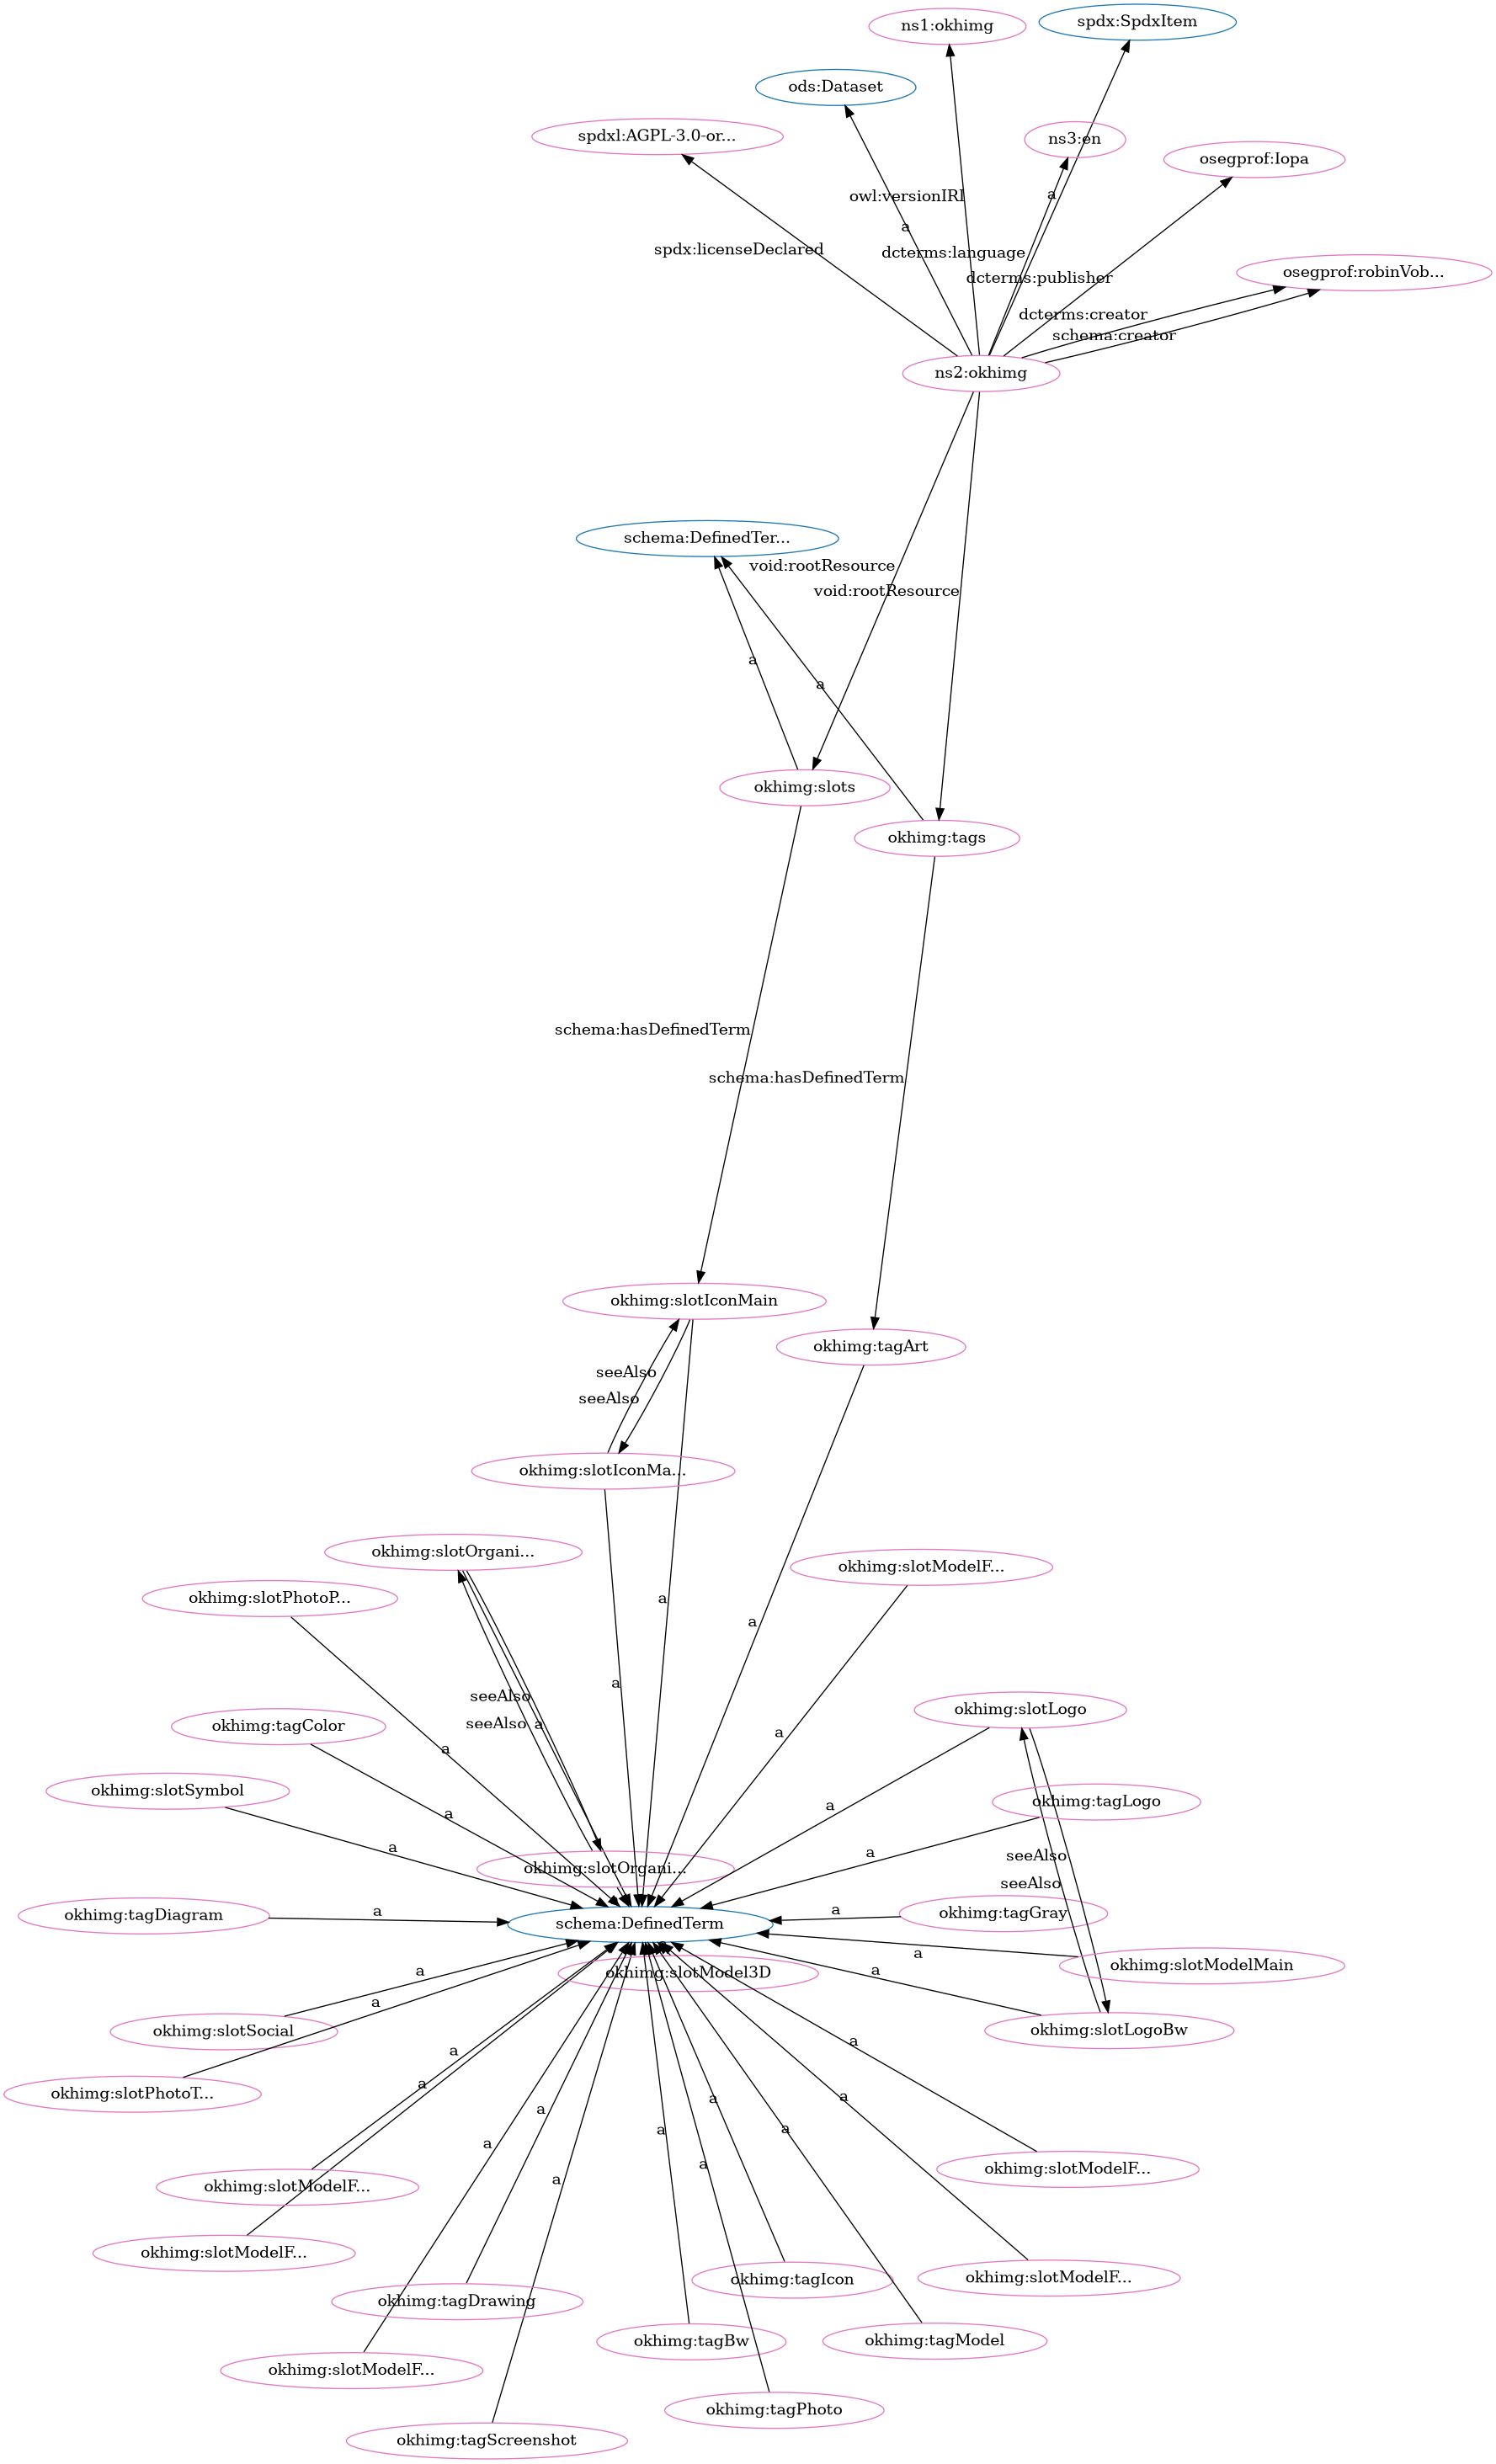 spdx:SpdxItem
ns1:okhimg
ods:Dataset
spdxl:AGPL-3.0-or...
ns3:en
osegprof:Iopa
owl:versionIRI
a
a
spdx:licenseDeclared
dcterms:language
osegprof:robinVob...
dcterms:publisher
dcterms:creator
schema:creator
ns2:okhimg
schema:DefinedTer...
void:rootResource
void:rootResource
a
a
okhimg:slots
okhimg:tags
schema:hasDefinedTerm
schema:hasDefinedTerm
okhimg:slotIconMain
okhimg:tagArt
seeAlso
seeAlso
okhimg:slotIconMa...
okhimg:slotOrgani...
okhimg:slotModelF...
okhimg:slotPhotoP...
a
a
a
seeAlso
okhimg:slotLogo
seeAlso
a
okhimg:tagColor
a
a
okhimg:slotSymbol
okhimg:tagLogo
a
a
a
a
seeAlso
okhimg:slotOrgani...
seeAlso
okhimg:tagDiagram
a
schema:DefinedTerm
a
okhimg:tagGray
a
okhimg:slotModelMain
okhimg:slotModel3D
a
a
okhimg:slotSocial
okhimg:slotLogoBw
a
a
a
okhimg:slotPhotoT...
a
a
a
a
a
a
a
a
a
okhimg:slotModelF...
okhimg:slotModelF...
okhimg:slotModelF...
okhimg:tagIcon
okhimg:slotModelF...
okhimg:tagDrawing
okhimg:tagBw
okhimg:tagModel
okhimg:slotModelF...
okhimg:tagPhoto
okhimg:tagScreenshot